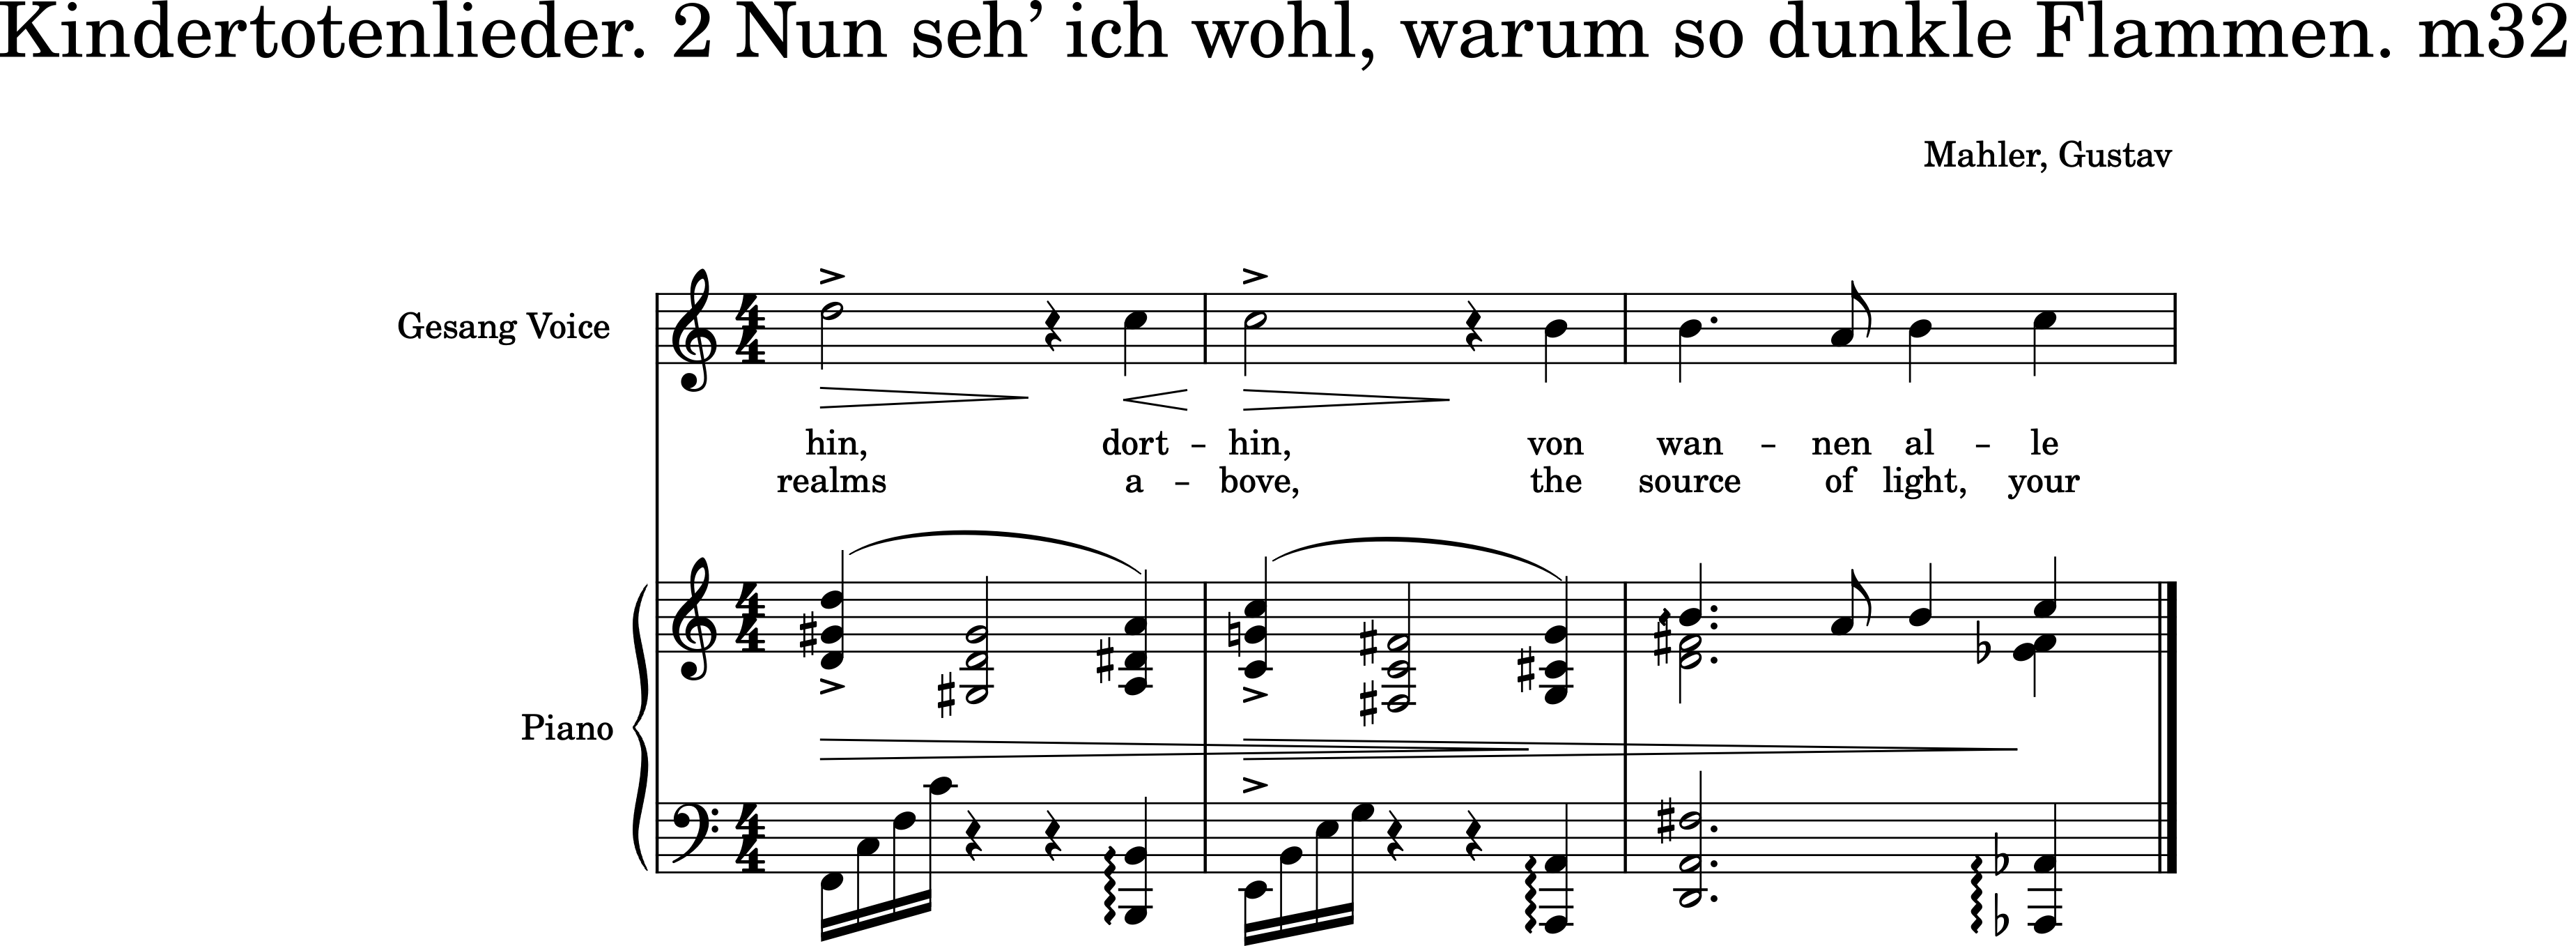 Kindertotenlieder. 2 Nun seh’ ich wohl, warum so dunkle Flammen. m32
Mahler, Gustav
Gesang Voice
hin, dort – hin, von wan – nen al – le
realms a – bove, the source of light, your
Piano